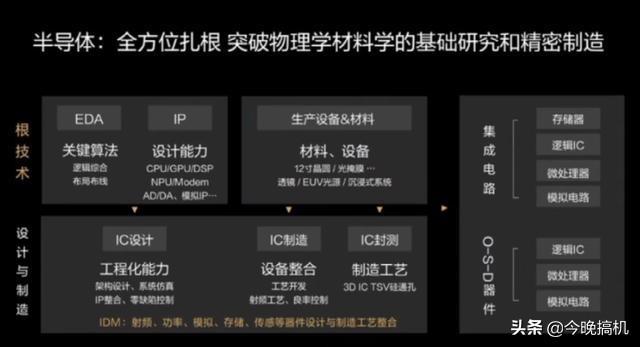 半导体：全方位扎根 突破物理学材料学的基础研究和精密制造
根技术
EDA
关键算法
逻辑综合
布局布线
IP
设计能力
CPU/GPU/DSP
NPU/Modem
AD/DA、模拟IP…
生产设备&材料
材料、设备
12寸晶圆 / 光掩膜 …
透镜 / EUV光源 / 沉浸式系统
设计与制造
IC设计
工程化能力
架构设计、系统仿真
IP整合、零缺陷控制
IC制造
设备整合
工艺开发
射频工艺、良率控制
IC封测
制造工艺
3D IC TSV硅通孔
IDM：射频、功率、模拟、存储、传感等器件设计与制造工艺整合
集成电路
存储器
逻辑IC
微处理器
模拟电路
O-S-D器件
逻辑IC
微处理器
模拟电路
头条 @今晚搞机